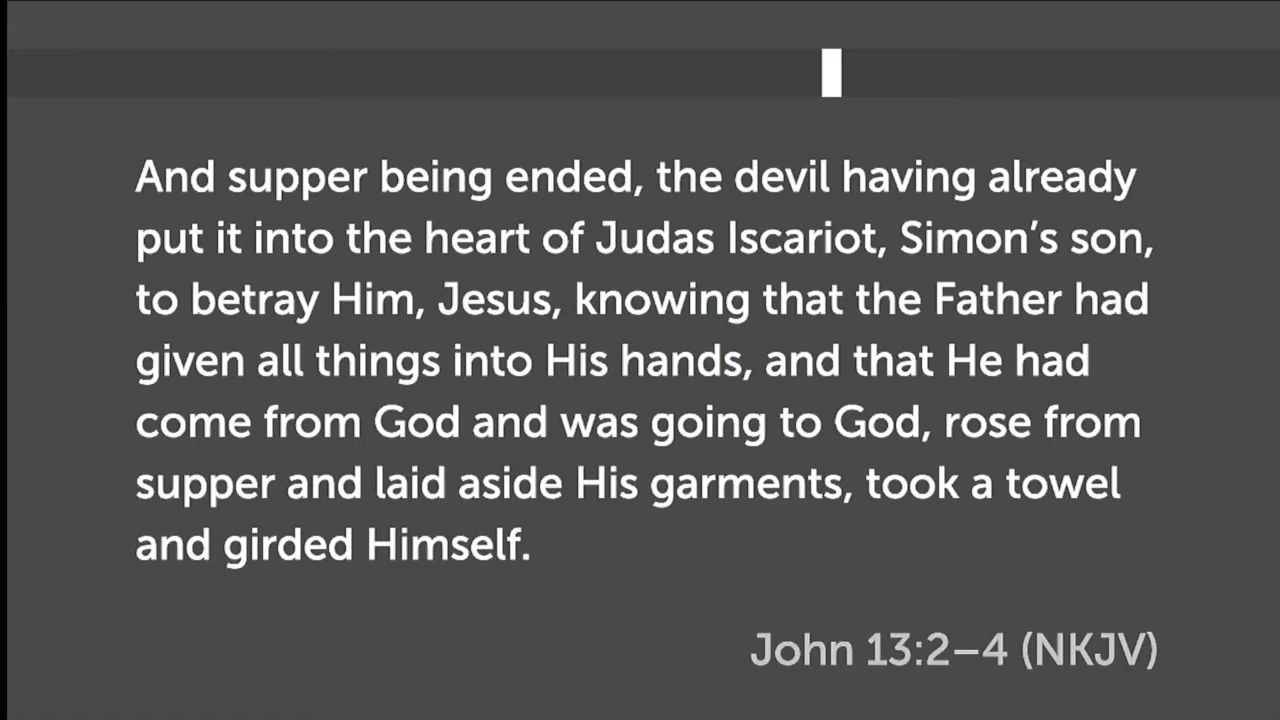 And supper being ended, the devil having already
put it into the heart of Judas Iscariot, Simon’s son,
to betray Him, Jesus, knowing that the Father had
given all things into His hands, and that He had
come from God and was going to God, rose from
supper and laid aside His garments, took a towel
and girded Himself.
John 13:2–4 (NKJV)